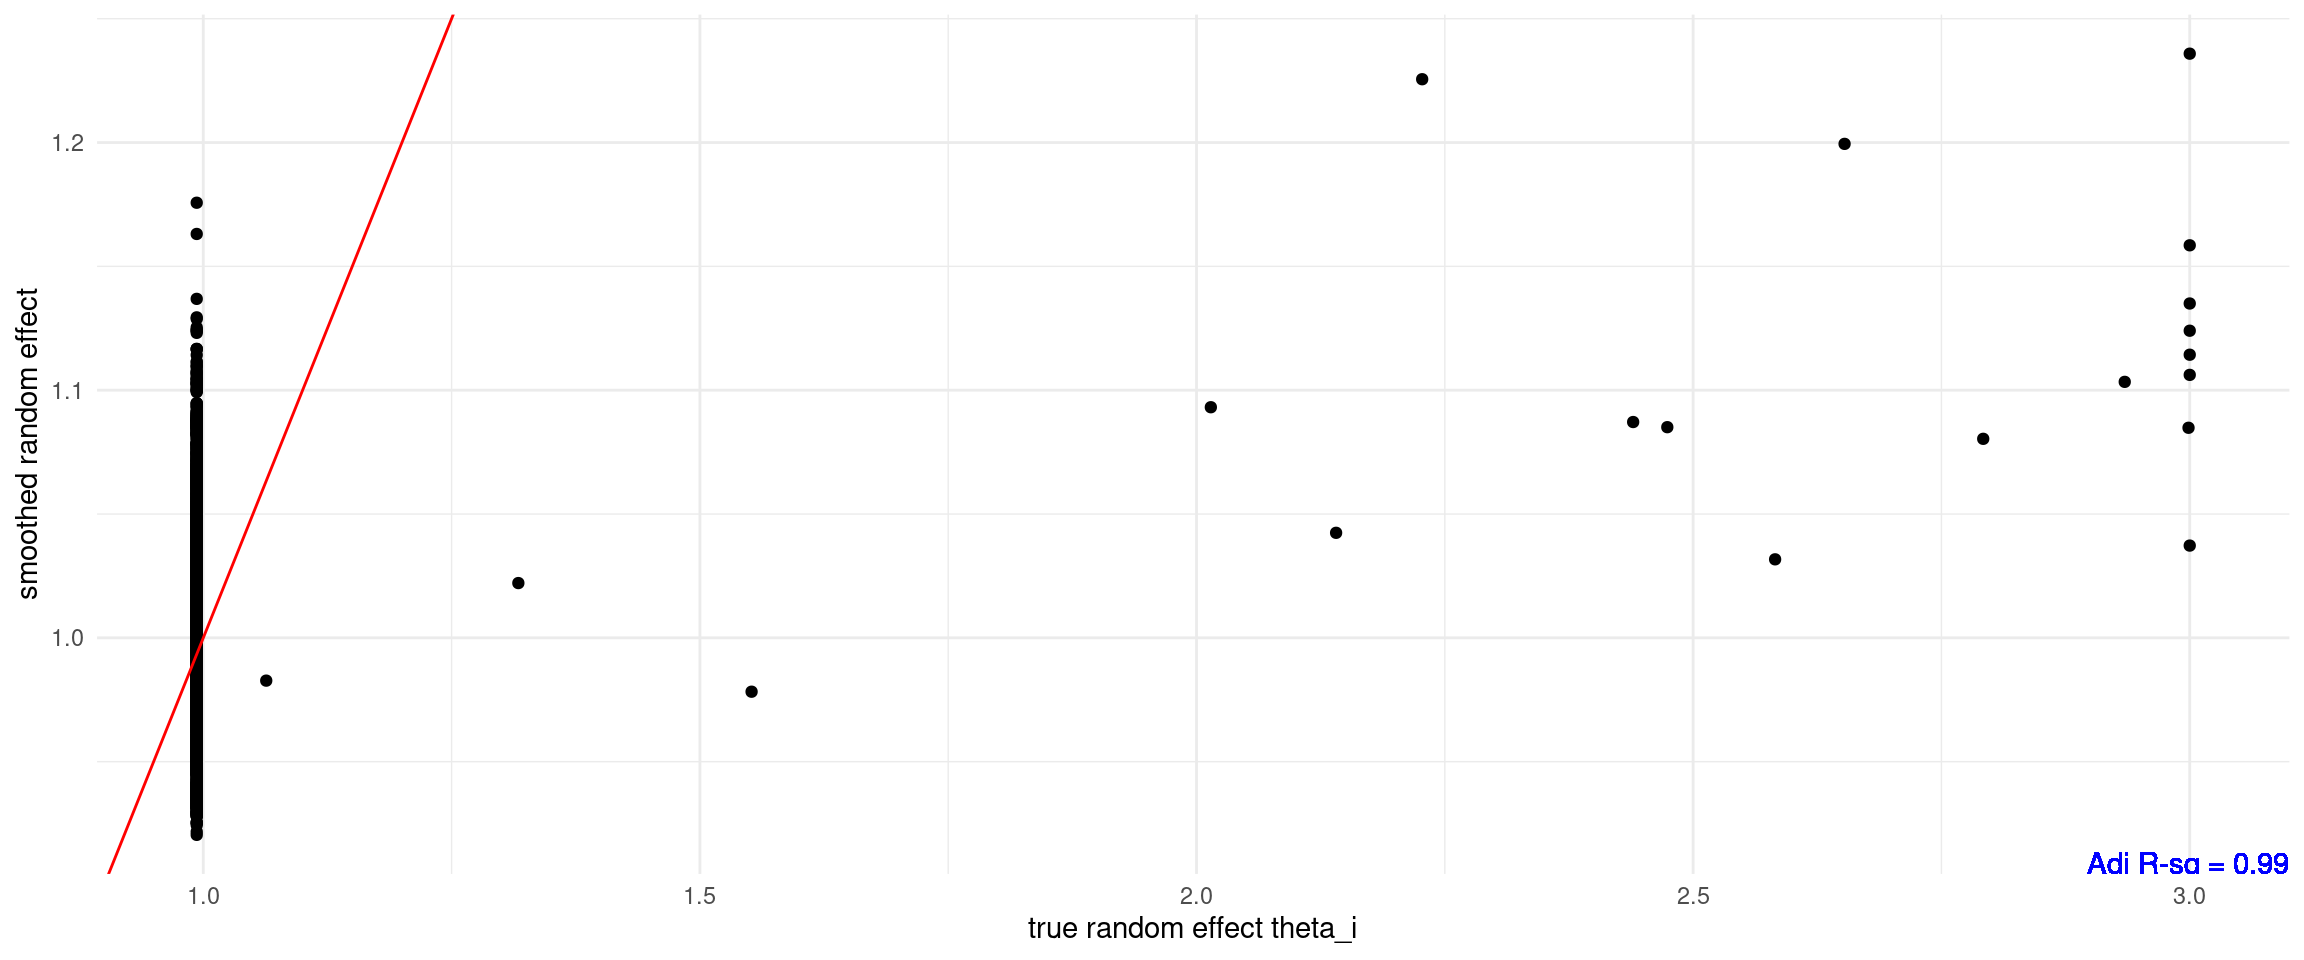 smoothed random effect
1.2
1.1
1.0
1.0 1.5 2.0 2.5 3.0
true random effect theta_i
Adj R-sq = 0.99